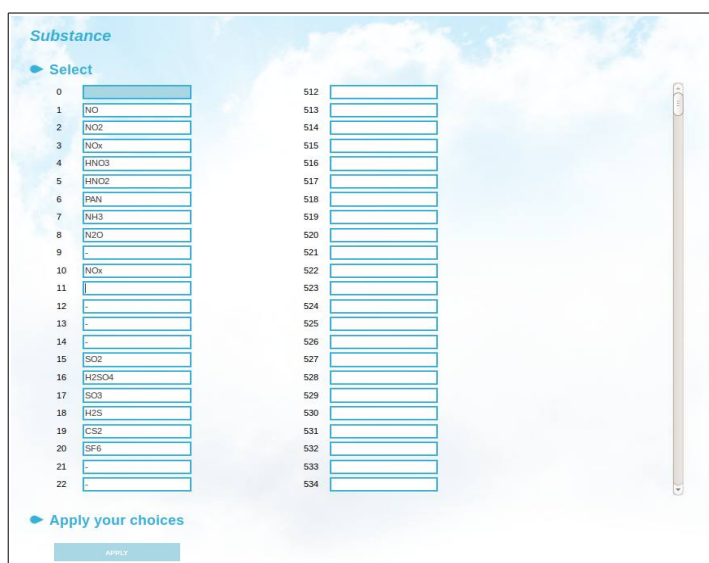 Substance
Select
0 512
1 NO 513
2 NO2 514
3 NOx 515
4 HNO3 516
5 HNO2 517
6 PAN 518
7 NH3 519
8 N2O 520
9 - 521
10 NOx 522
11 523
12 - 524
13 - 525
14 - 526
15 SO2 527
16 H2SO4 528
17 SO3 529
18 H2S 530
19 CS2 531
20 SF6 532
21 - 533
22 - 534
Apply your choices
APPLY